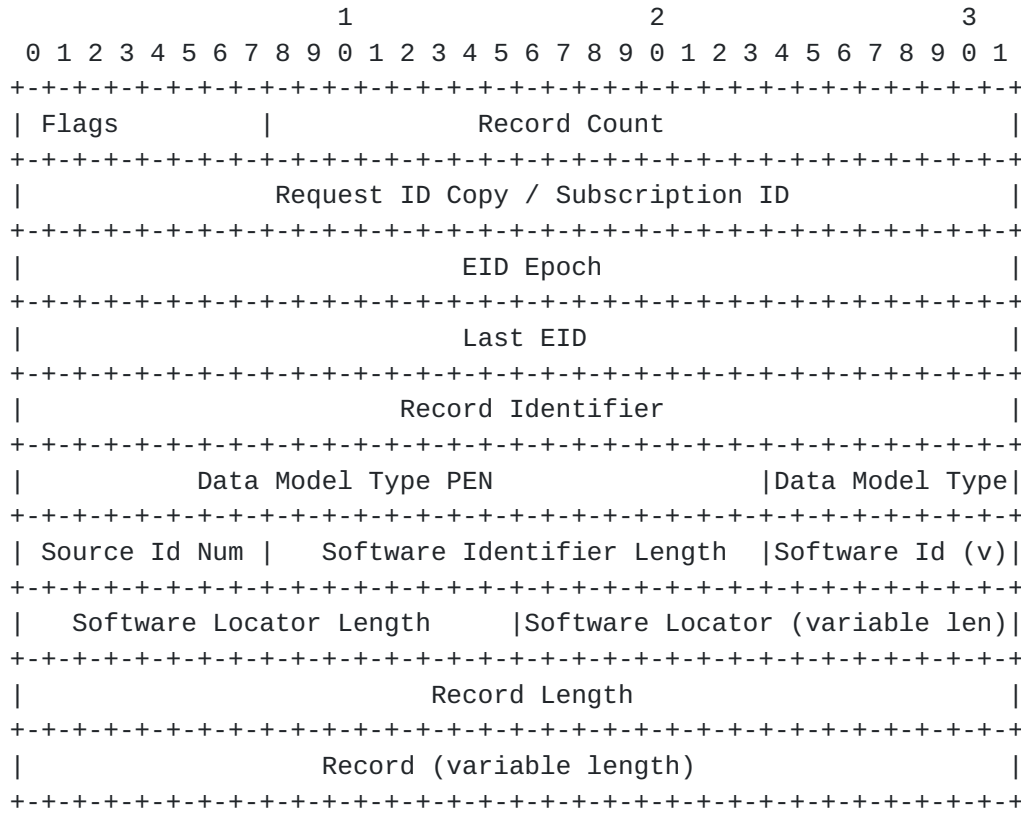 1                   2                   3
 0 1 2 3 4 5 6 7 8 9 0 1 2 3 4 5 6 7 8 9 0 1 2 3 4 5 6 7 8 9 0 1
+-+-+-+-+-+-+-+-+-+-+-+-+-+-+-+-+-+-+-+-+-+-+-+-+-+-+-+-+-+-+-+-+
| Flags         |             Record Count                      |
+-+-+-+-+-+-+-+-+-+-+-+-+-+-+-+-+-+-+-+-+-+-+-+-+-+-+-+-+-+-+-+-+
|                Request ID Copy / Subscription ID              |
+-+-+-+-+-+-+-+-+-+-+-+-+-+-+-+-+-+-+-+-+-+-+-+-+-+-+-+-+-+-+-+-+
|                            EID Epoch                          |
+-+-+-+-+-+-+-+-+-+-+-+-+-+-+-+-+-+-+-+-+-+-+-+-+-+-+-+-+-+-+-+-+
|                            Last EID                           |
+-+-+-+-+-+-+-+-+-+-+-+-+-+-+-+-+-+-+-+-+-+-+-+-+-+-+-+-+-+-+-+-+
|                        Record Identifier                      |
+-+-+-+-+-+-+-+-+-+-+-+-+-+-+-+-+-+-+-+-+-+-+-+-+-+-+-+-+-+-+-+-+
|           Data Model Type PEN                 |Data Model Type|
+-+-+-+-+-+-+-+-+-+-+-+-+-+-+-+-+-+-+-+-+-+-+-+-+-+-+-+-+-+-+-+-+
| Source Id Num |   Software Identifier Length  |Software Id (v)|
+-+-+-+-+-+-+-+-+-+-+-+-+-+-+-+-+-+-+-+-+-+-+-+-+-+-+-+-+-+-+-+-+
|   Software Locator Length     |Software Locator (variable len)|
+-+-+-+-+-+-+-+-+-+-+-+-+-+-+-+-+-+-+-+-+-+-+-+-+-+-+-+-+-+-+-+-+
|                          Record Length                        |
+-+-+-+-+-+-+-+-+-+-+-+-+-+-+-+-+-+-+-+-+-+-+-+-+-+-+-+-+-+-+-+-+
|                   Record (variable length)                    |
+-+-+-+-+-+-+-+-+-+-+-+-+-+-+-+-+-+-+-+-+-+-+-+-+-+-+-+-+-+-+-+-+